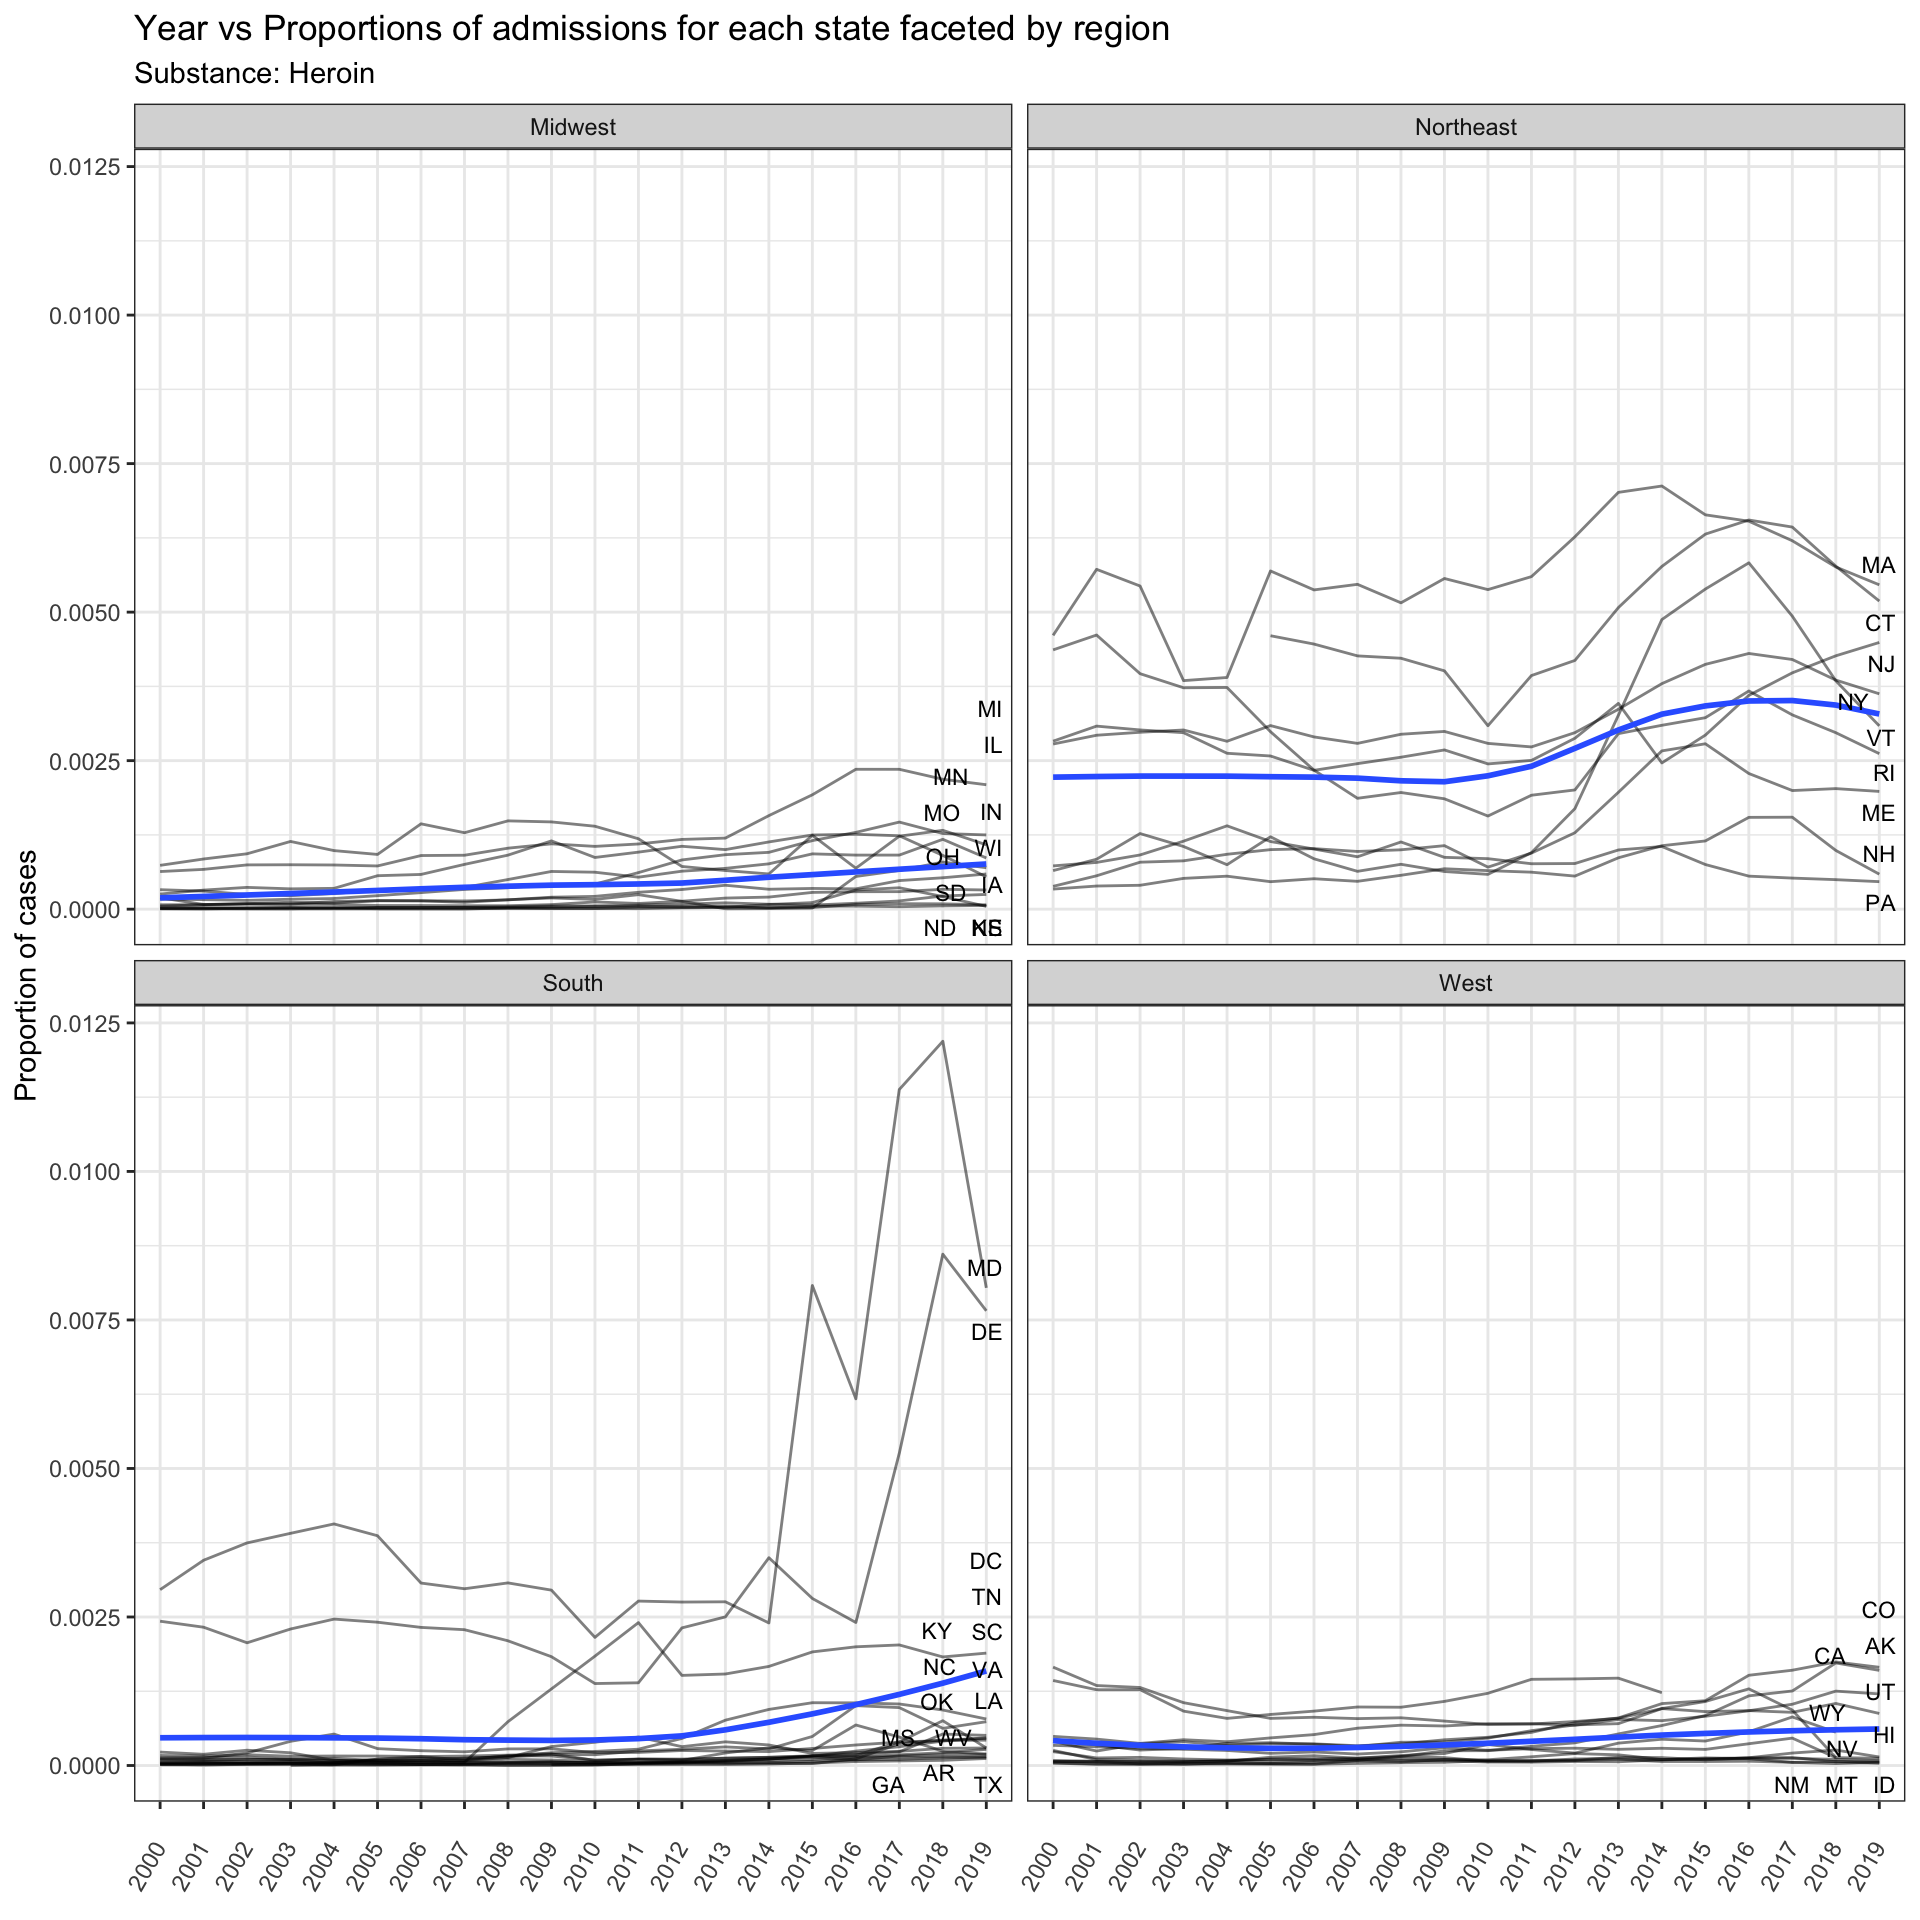 Year vs Proportions of admissions for each state faceted by region
Substance: Heroin
Proportion of cases
Midwest
0.0125
0.0100
0.0075
0.0050
0.0025
0.0000
MI
IL
MN
MO IN
WI
OH
IA
SD
ND KS
Northeast
MA
CT
NJ
NY
VT
RI
ME
NH
PA
South
0.0125
0.0100
0.0075
0.0050
0.0025
0.0000
MD
DE
DC
TN
KY SC
NC VA
OK LA
MS WV
AR
GA TX
2000 2001 2002 2003 2004 2005 2006 2007 2008 2009 2010 2011 2012 2013 2014 2015 2016 2017 2018 2019
West
CO
AK
CA
UT
WY
HI
NV
NM MT ID
2000 2001 2002 2003 2004 2005 2006 2007 2008 2009 2010 2011 2012 2013 2014 2015 2016 2017 2018 2019